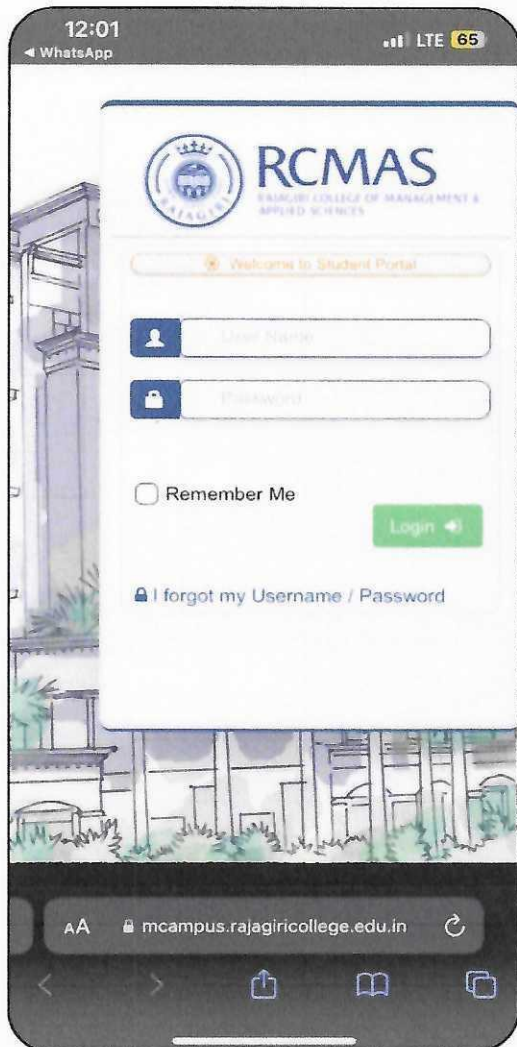 12:01
LTE 65
◄ WhatsApp
RCMAS
RAJAGIRI COLLEGE OF MANAGEMENT &
APPLIED SCIENCES
RAJAGIRI
Welcome to Student Portal
User Name
Password
Remember Me
Login
I forgot my Username / Password
AA mcampus.rajagiricollege.edu.in